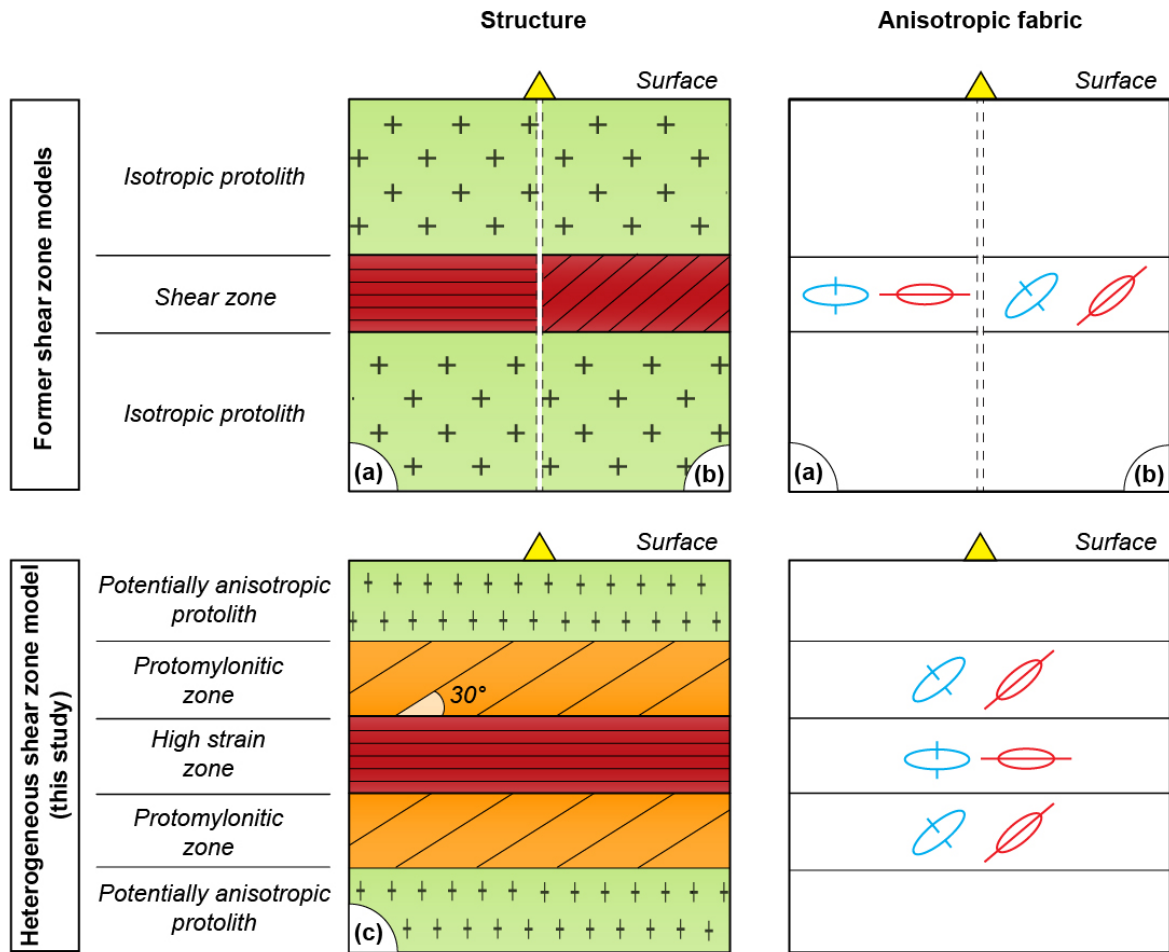 Structure
Anisotropic fabric
Former shear zone models
Surface
Surface
Isotropic protolith
Shear zone
Isotropic protolith
(a)
(b)
(a)
(b)
Heterogeneous shear zone model
(this study)
Surface
Surface
Potentially anisotropic
protolith
Protomylonitic
zone
30°
High strain
zone
Protomylonitic
zone
Potentially anisotropic
protolith
(c)